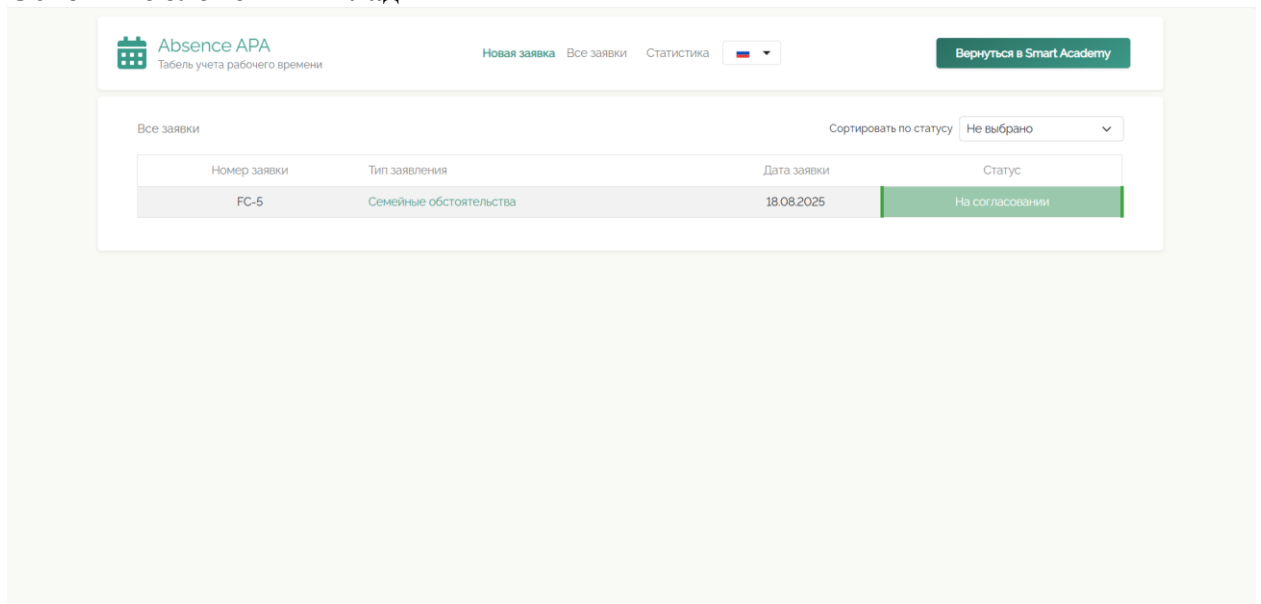 Absence APA
Табель учета рабочего времени
Новая заявка Все заявки Статистика
Вернуться в Smart Academy
Все заявки
Сортировать по статусу Не выбрано
Номер заявки Тип заявления Дата заявки Статус
FC-5 Семейные обстоятельства 18.08.2025 На согласовании